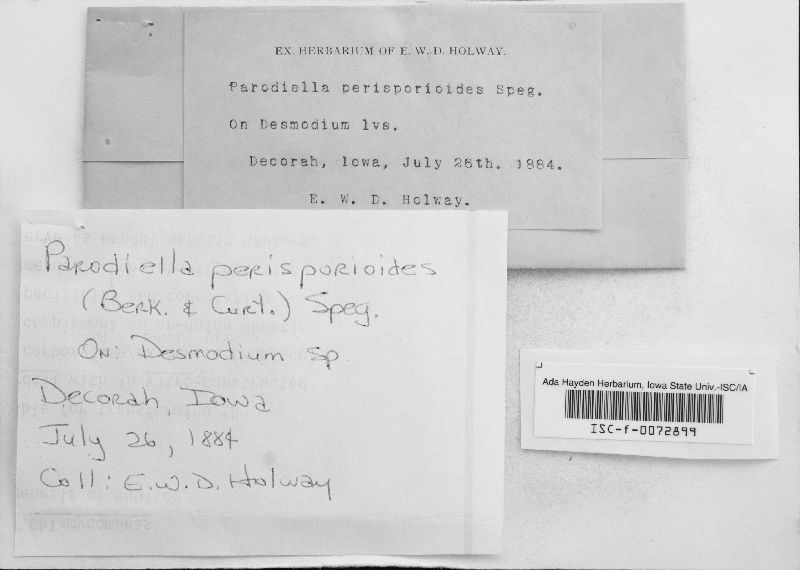 EX. HERBARIUM OF E. W. D. HOLWAY.
Parodiella perisporioides Speg.
On Desmodium lvs.
Decorah, Iowa, July 26th. 1884.
E. W. D. Holway.
Parodiella perisporioides
(Berk. & Curt.) Speg.
On: Desmodium sp.
Decorah Iowa
July 26, 1884
Coll: E.W.D. Holway
Ada Hayden Herbarium, Iowa State Univ.-ISC/IA
ISC-f-0072899